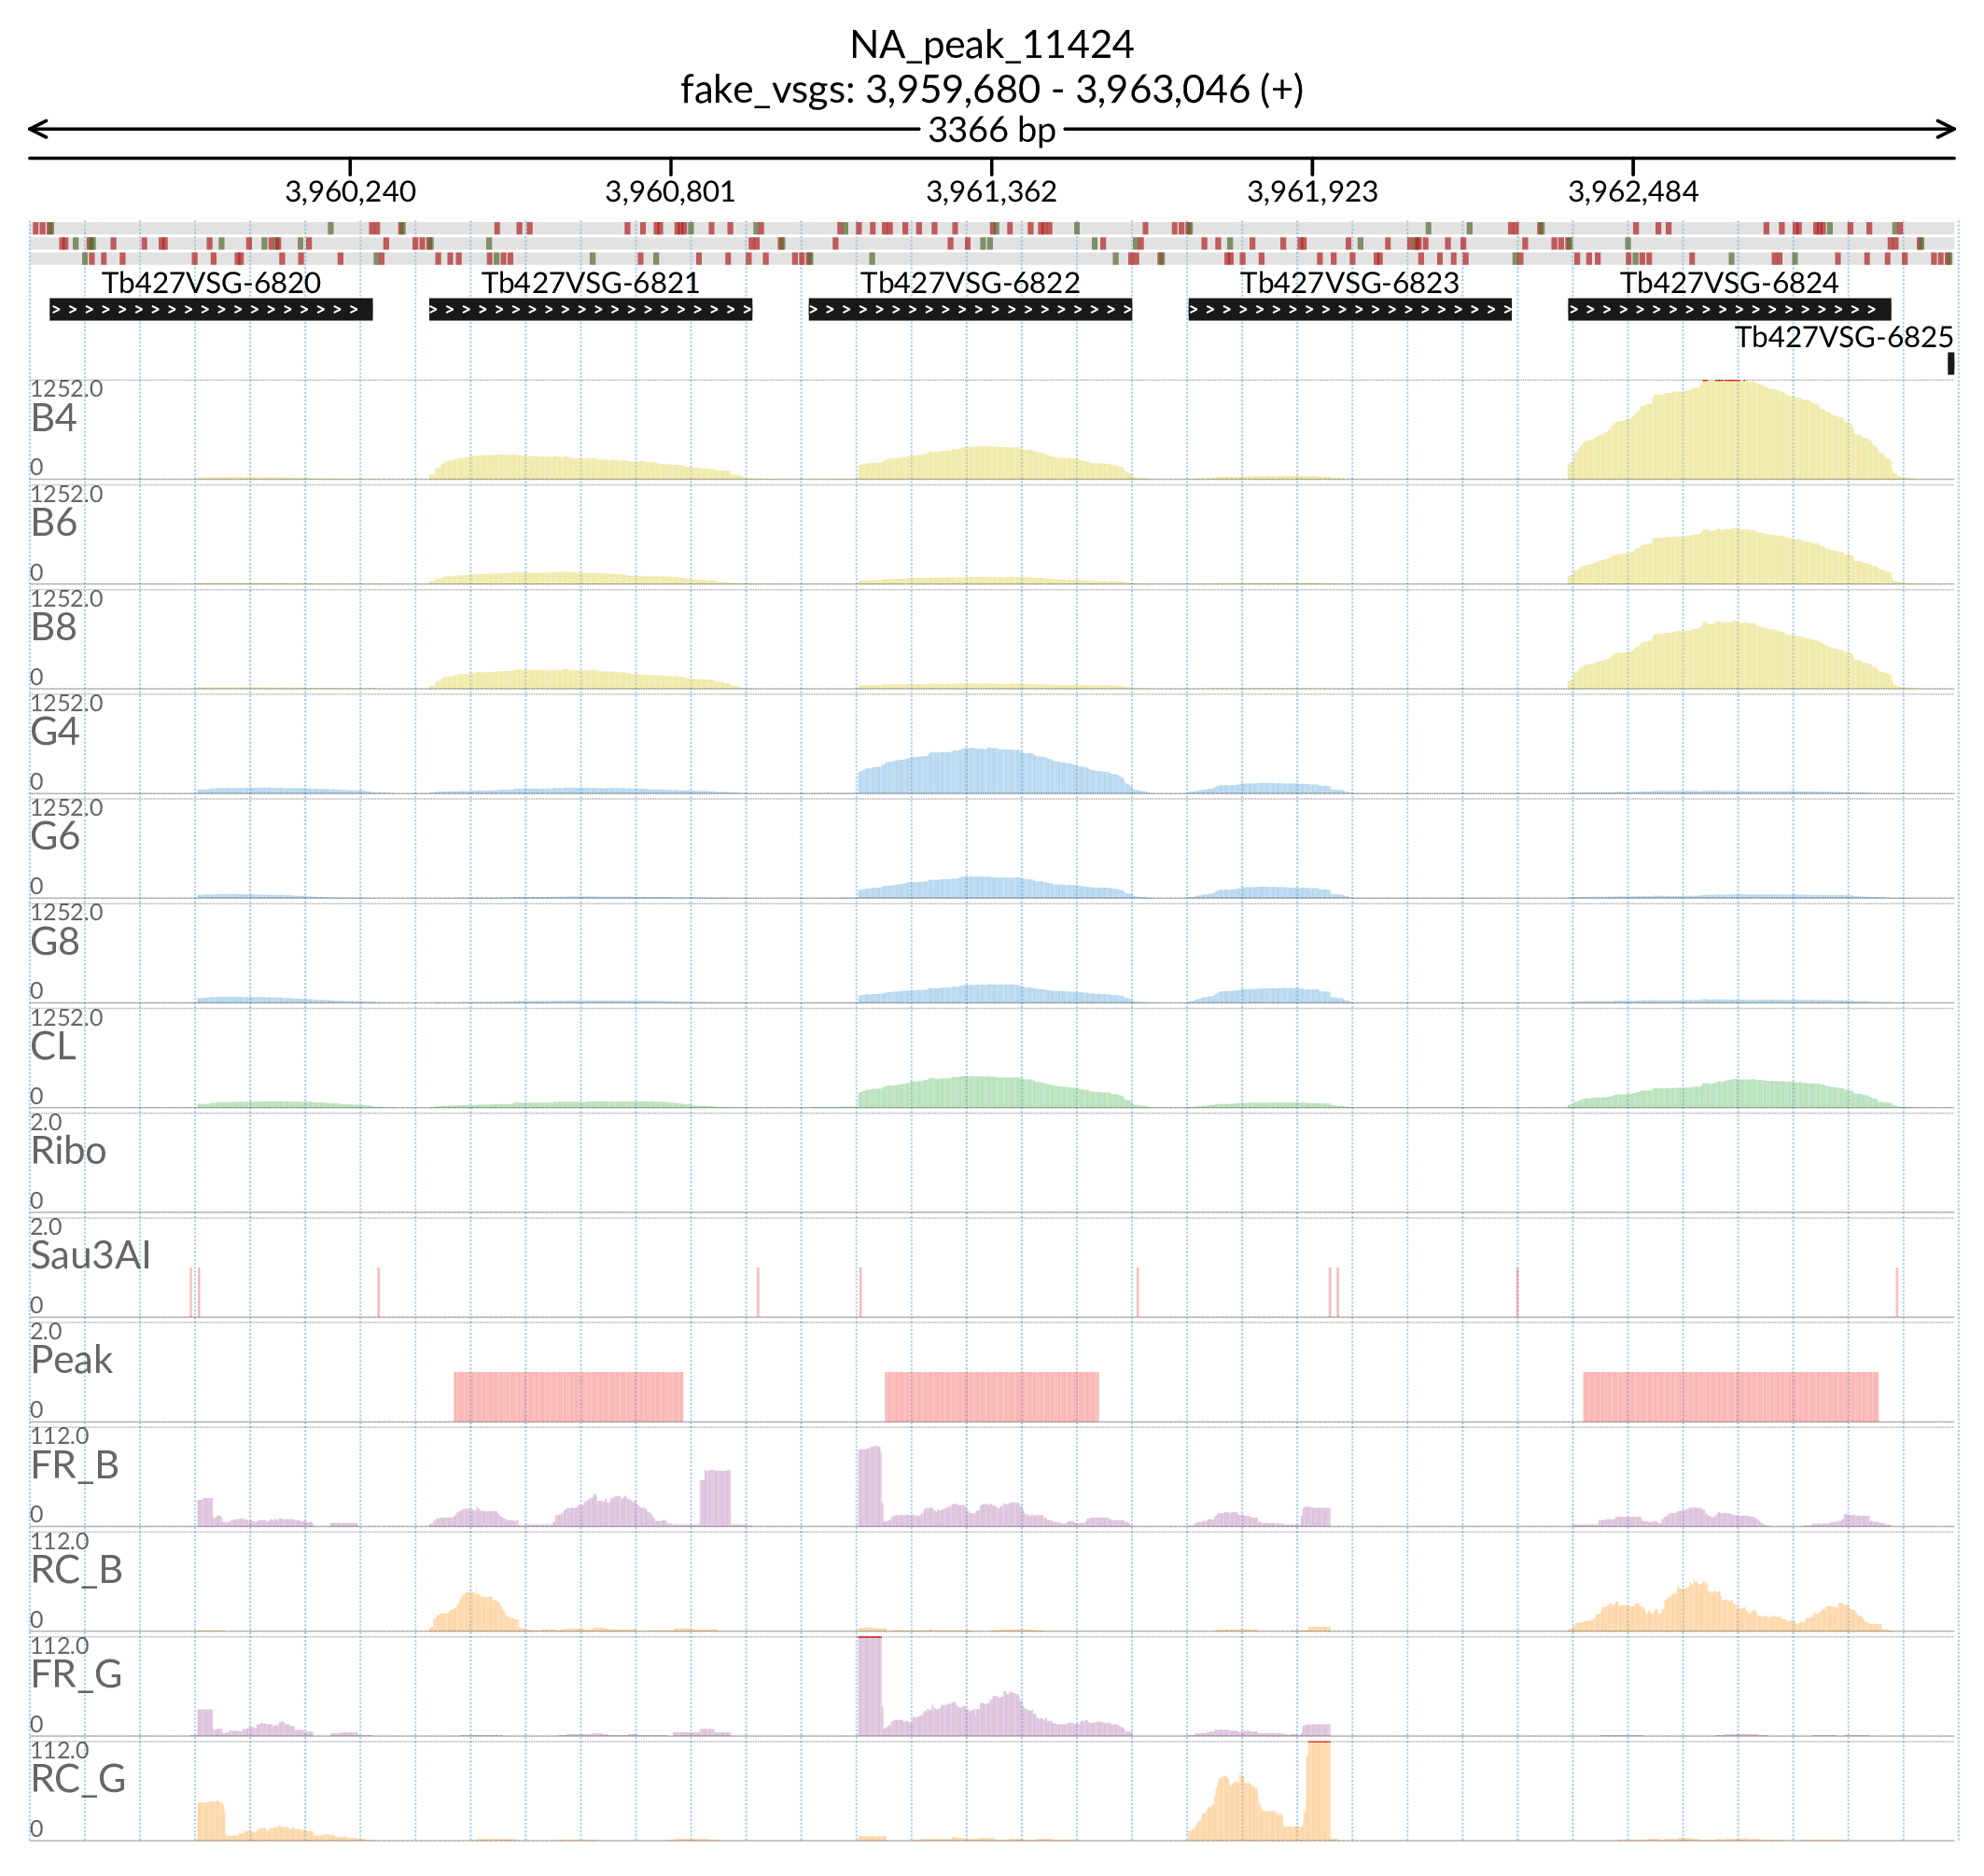 NA_peak_11424
fake_vsgs: 3,959,680 - 3,963,046 (+)
3366 bp
3,960,240 3,960,801 3,961,362 3,961,923 3,962,484
Tb427VSG-6820 Tb427VSG-6821 Tb427VSG-6822 Tb427VSG-6823 Tb427VSG-6824
Tb427VSG-6825
1252.0
B4
0
1252.0
B6
0
1252.0
B8
0
1252.0
G4
0
1252.0
G6
0
1252.0
G8
0
1252.0
CL
0
2.0
Ribo
0
2.0
Sau3AI
0
2.0
Peak
0
112.0
FR_B
0
112.0
RC_B
0
112.0
FR_G
0
112.0
RC_G
0